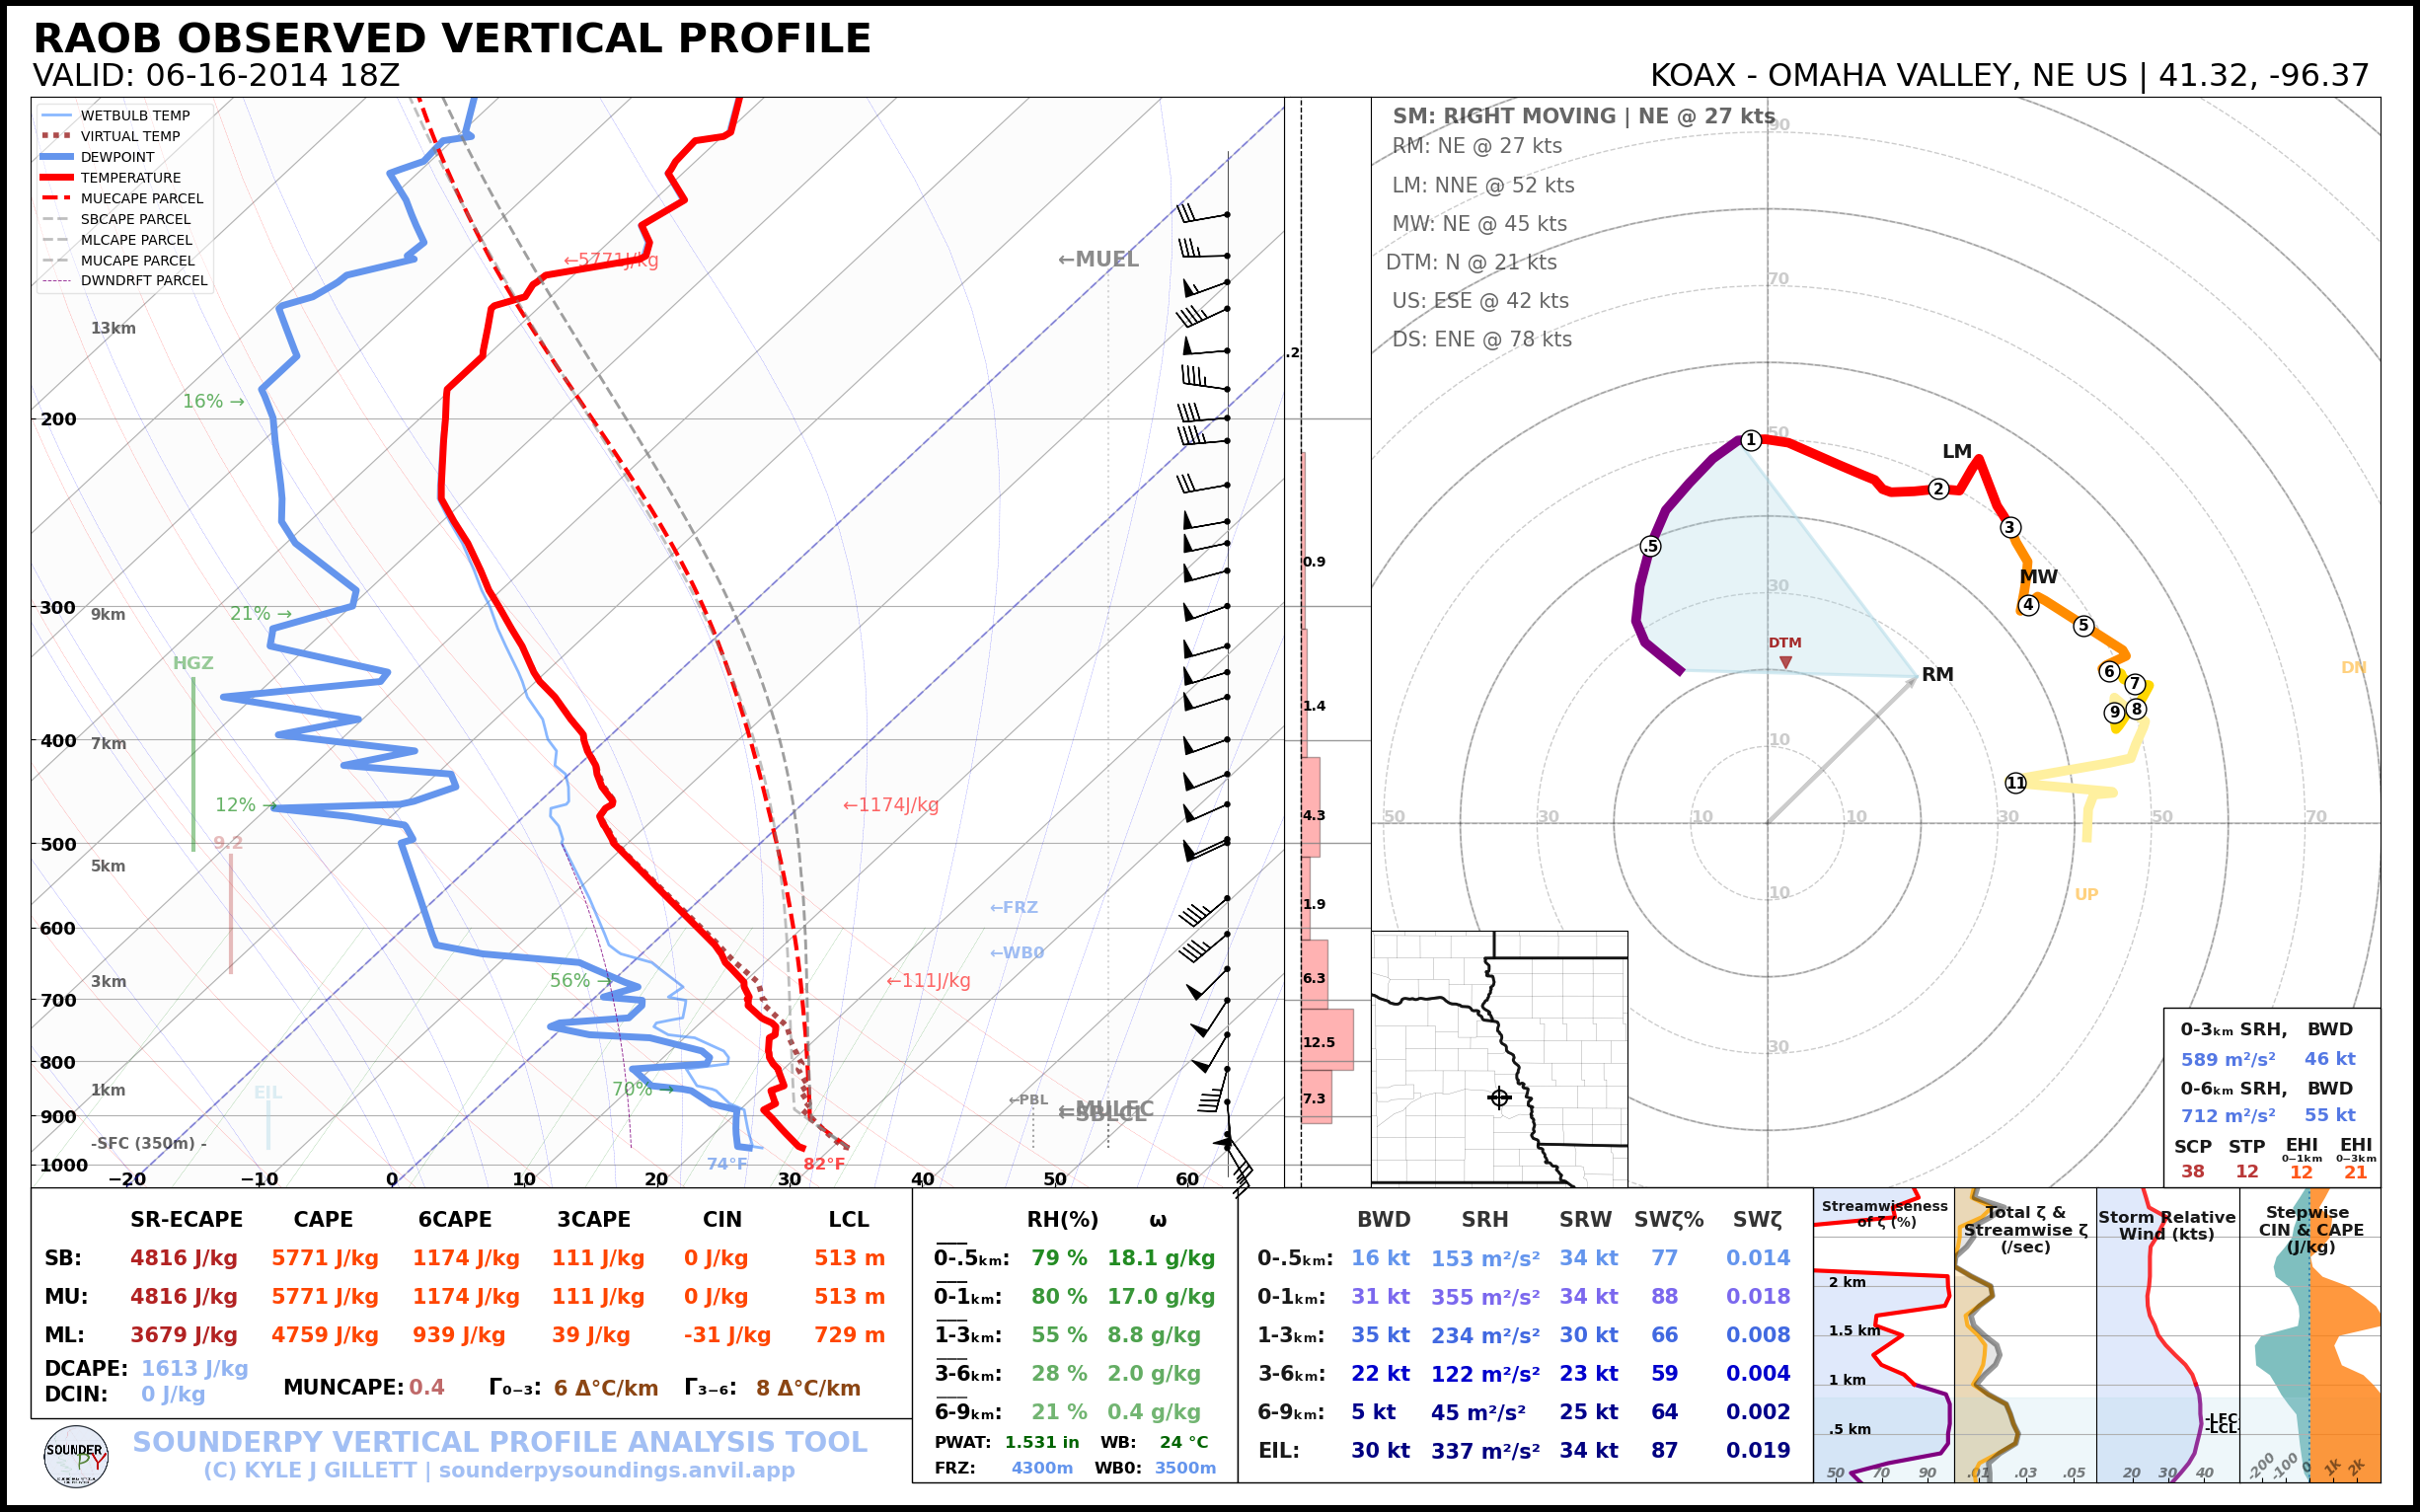 RAOB OBSERVED VERTICAL PROFILE
VALID: 06-16-2014 18Z
KOAX - OMAHA VALLEY, NE US | 41.32, -96.37
WETBULB TEMP
VIRTUAL TEMP
DEWPOINT
TEMPERATURE
MUECAPE PARCEL
SBCAPE PARCEL
MLCAPE PARCEL
MUCAPE PARCEL
DWNDRFT PARCEL
←5771J/kg
←MUEL
13km
16% →
200
21% →
300
9km
HGZ
400
7km
12% →
←1174J/kg
9.2
500
5km
←FRZ
600
←WB0
56% →
←111J/kg
3km
700
800
70% →
1km
EIL
←PBL
←MULFC
←SBLCL
900
-SFC (350m) -
74°F
82°F
1000
-20 -10 0 10 20 30 40 50 60
.2
0.9
1.4
4.3
1.9
6.3
12.5
7.3
SM: RIGHT MOVING | NE @ 27 kts
RM: NE @ 27 kts
LM: NNE @ 52 kts
MW: NE @ 45 kts
DTM: N @ 21 kts
US: ESE @ 42 kts
DS: ENE @ 78 kts
90
70
50
30
10
10
30
50 30 10 10 30 50 70
.5
1
2
3
4
5
6
7
8
9
11
LM
MW
DTM
RM
DN
UP
0-3km SRH, BWD
589 m²/s² 46 kt
0-6km SRH, BWD
712 m²/s² 55 kt
SCP STP EHI EHI
0-1km 0-3km
38 12 12 21
SR-ECAPE CAPE 6CAPE 3CAPE CIN LCL
SB: 4816 J/kg 5771 J/kg 1174 J/kg 111 J/kg 0 J/kg 513 m
MU: 4816 J/kg 5771 J/kg 1174 J/kg 111 J/kg 0 J/kg 513 m
ML: 3679 J/kg 4759 J/kg 939 J/kg 39 J/kg -31 J/kg 729 m
DCAPE: 1613 J/kg
DCIN: 0 J/kg
MUNCAPE: 0.4 Γ₀₋₃: 6 Δ°C/km Γ₃₋₆: 8 Δ°C/km
RH(%) ω
0-.5km: 79 % 18.1 g/kg
0-1km: 80 % 17.0 g/kg
1-3km: 55 % 8.8 g/kg
3-6km: 28 % 2.0 g/kg
6-9km: 21 % 0.4 g/kg
PWAT: 1.531 in WB: 24 °C
FRZ: 4300m WB0: 3500m
BWD SRH SRW SWζ% SWζ
0-.5km: 16 kt 153 m²/s² 34 kt 77 0.014
0-1km: 31 kt 355 m²/s² 34 kt 88 0.018
1-3km: 35 kt 234 m²/s² 30 kt 66 0.008
3-6km: 22 kt 122 m²/s² 23 kt 59 0.004
6-9km: 5 kt 45 m²/s² 25 kt 64 0.002
EIL: 30 kt 337 m²/s² 34 kt 87 0.019
Streamwiseness
of ζ (%)
2 km
1.5 km
1 km
.5 km
50 70 90
Total ζ &
Streamwise ζ
(/sec)
.01 .03 .05
Storm Relative
Wind (kts)
-LFC
-LCL
20 30 40
Stepwise
CIN & CAPE
(J/kg)
-200 -100 0 1k 2k
SOUNDERPY
SOUNDERPY VERTICAL PROFILE ANALYSIS TOOL
(C) KYLE J GILLETT | sounderpysoundings.anvil.app